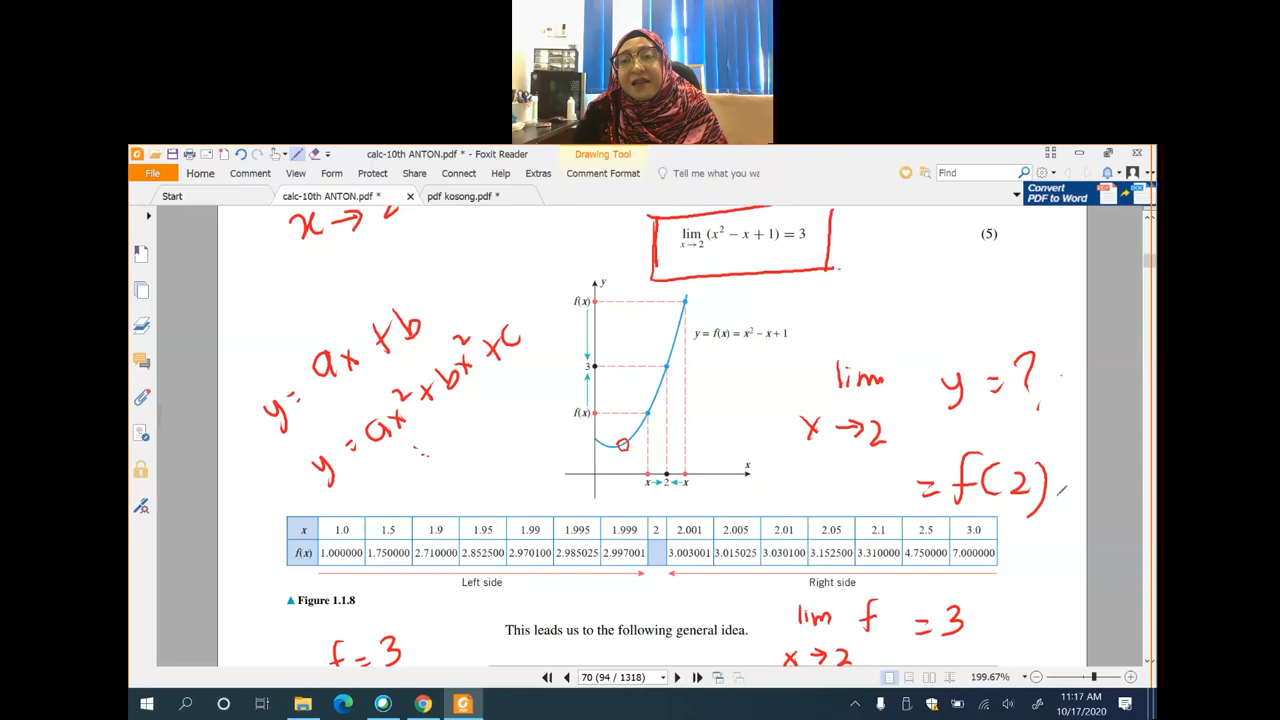 calc-10th ANTON.pdf * - Foxit Reader
Drawing Tool
FILE Home Comment View Form Protect Share Connect Help Extras Comment Format Tell me what you wa Find
Start calc-10th ANTON.pdf * pdf kosong.pdf *
Convert
PDF to Word
x → 2
lim (x² − x + 1) = 3 (5)
x→2
y
f(x)
y = f(x) = x² − x + 1
3
f(x)
x
x 2 x
y = ax + b
y = ax² + bx² + c
lim y = ?
x → 2
= f(2)
x 1.0 1.5 1.9 1.95 1.99 1.995 1.999 2 2.001 2.005 2.01 2.05 2.1 2.5 3.0
f(x) 1.000000 1.750000 2.710000 2.852500 2.970100 2.985025 2.997001 3.003001 3.015025 3.030100 3.152500 3.310000 4.750000 7.000000
Left side Right side
▲ Figure 1.1.8
lim f = 3
x → 2
This leads us to the following general idea.
f = 3
70 (94 / 1318) 199.67%
11:17 AM
10/17/2020